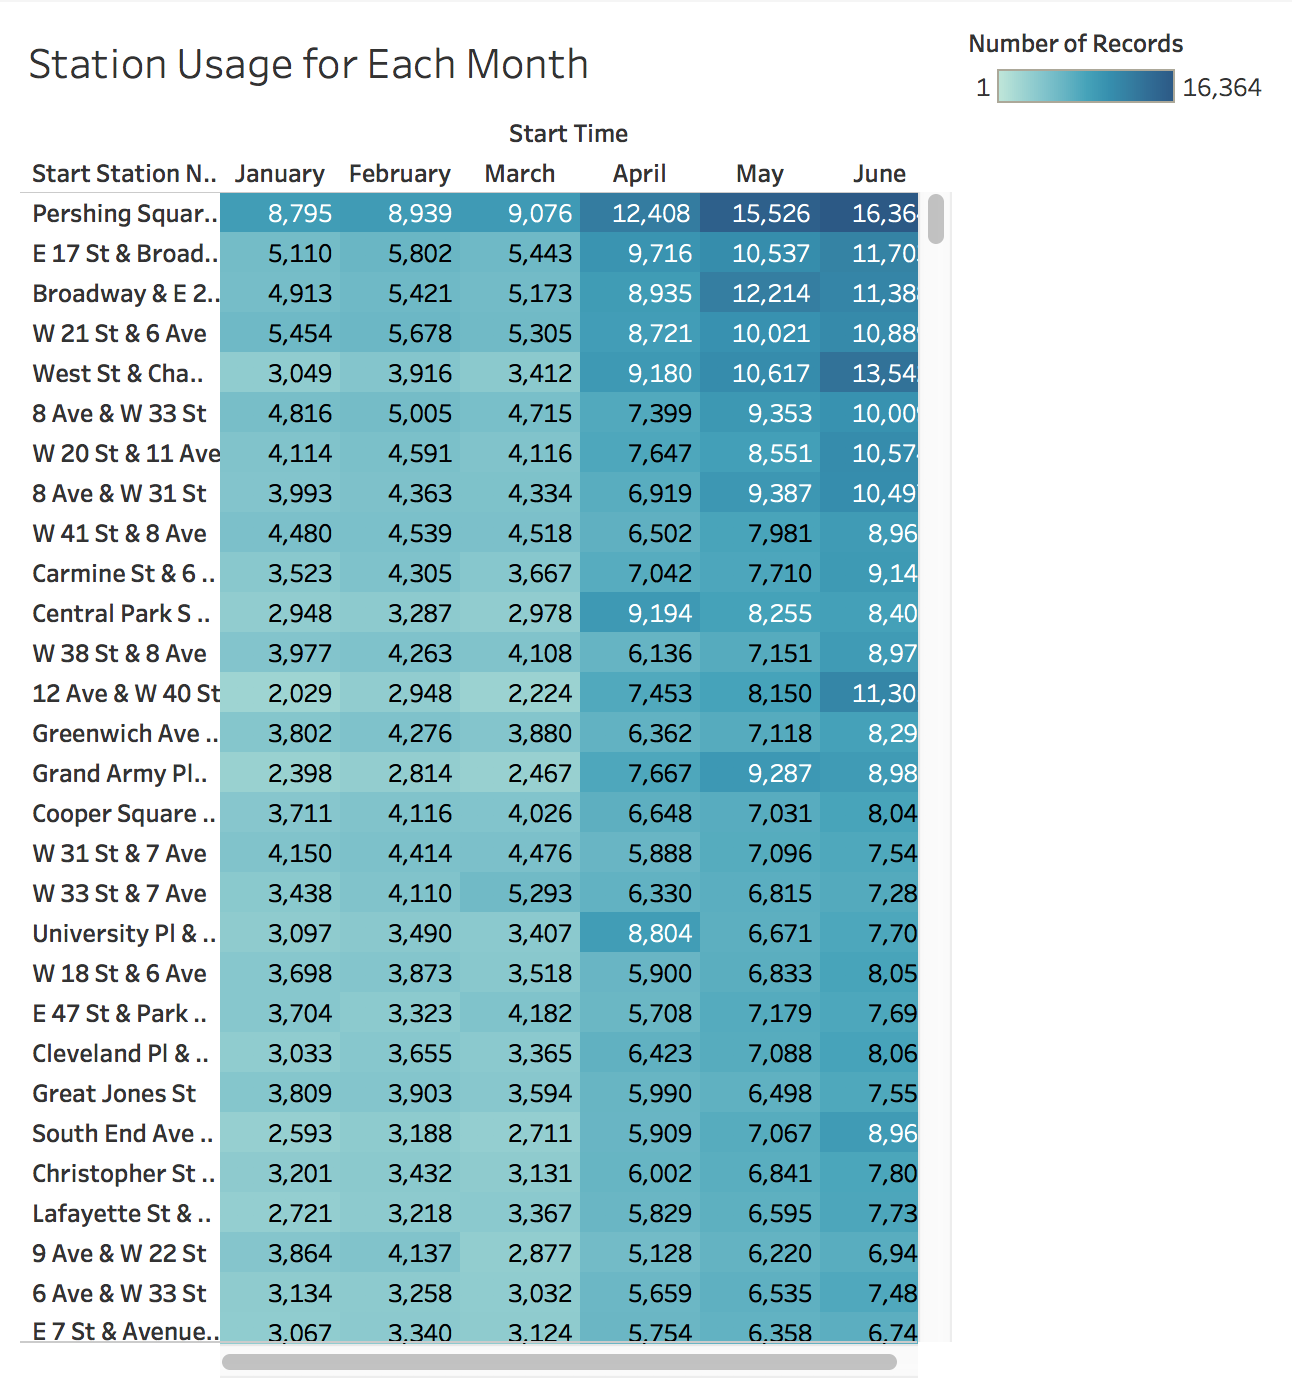 Station Usage for Each Month
Number of Records
1 16,364
Start Time
Start Station N.. January February March April May June
Pershing Squar.. 8,795 8,939 9,076 12,408 15,526 16,36
E 17 St & Broad.. 5,110 5,802 5,443 9,716 10,537 11,70
Broadway & E 2.. 4,913 5,421 5,173 8,935 12,214 11,38
W 21 St & 6 Ave 5,454 5,678 5,305 8,721 10,021 10,88
West St & Cha.. 3,049 3,916 3,412 9,180 10,617 13,54
8 Ave & W 33 St 4,816 5,005 4,715 7,399 9,353 10,00
W 20 St & 11 Ave 4,114 4,591 4,116 7,647 8,551 10,57
8 Ave & W 31 St 3,993 4,363 4,334 6,919 9,387 10,49
W 41 St & 8 Ave 4,480 4,539 4,518 6,502 7,981 8,96
Carmine St & 6 .. 3,523 4,305 3,667 7,042 7,710 9,14
Central Park S .. 2,948 3,287 2,978 9,194 8,255 8,40
W 38 St & 8 Ave 3,977 4,263 4,108 6,136 7,151 8,97
12 Ave & W 40 St 2,029 2,948 2,224 7,453 8,150 11,30
Greenwich Ave .. 3,802 4,276 3,880 6,362 7,118 8,29
Grand Army Pl.. 2,398 2,814 2,467 7,667 9,287 8,98
Cooper Square .. 3,711 4,116 4,026 6,648 7,031 8,04
W 31 St & 7 Ave 4,150 4,414 4,476 5,888 7,096 7,54
W 33 St & 7 Ave 3,438 4,110 5,293 6,330 6,815 7,28
University Pl & .. 3,097 3,490 3,407 8,804 6,671 7,70
W 18 St & 6 Ave 3,698 3,873 3,518 5,900 6,833 8,05
E 47 St & Park .. 3,704 3,323 4,182 5,708 7,179 7,69
Cleveland Pl & .. 3,033 3,655 3,365 6,423 7,088 8,06
Great Jones St 3,809 3,903 3,594 5,990 6,498 7,55
South End Ave .. 2,593 3,188 2,711 5,909 7,067 8,96
Christopher St .. 3,201 3,432 3,131 6,002 6,841 7,80
Lafayette St & .. 2,721 3,218 3,367 5,829 6,595 7,73
9 Ave & W 22 St 3,864 4,137 2,877 5,128 6,220 6,94
6 Ave & W 33 St 3,134 3,258 3,032 5,659 6,535 7,48
E 7 St & Avenue.. 3,067 3,340 3,124 5,754 6,358 6,74